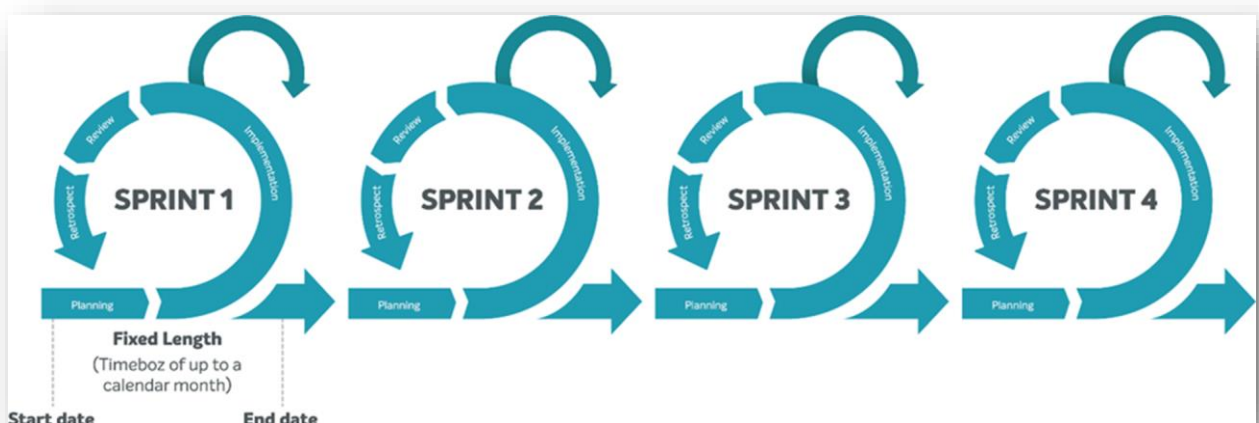 Review
Implementation
Retrospect
SPRINT 1
Planning
Review
Implementation
Retrospect
SPRINT 2
Planning
Review
Implementation
Retrospect
SPRINT 3
Planning
Review
Implementation
Retrospect
SPRINT 4
Planning
Fixed Length
(Timeboz of up to a
calendar month)
Start date
End date